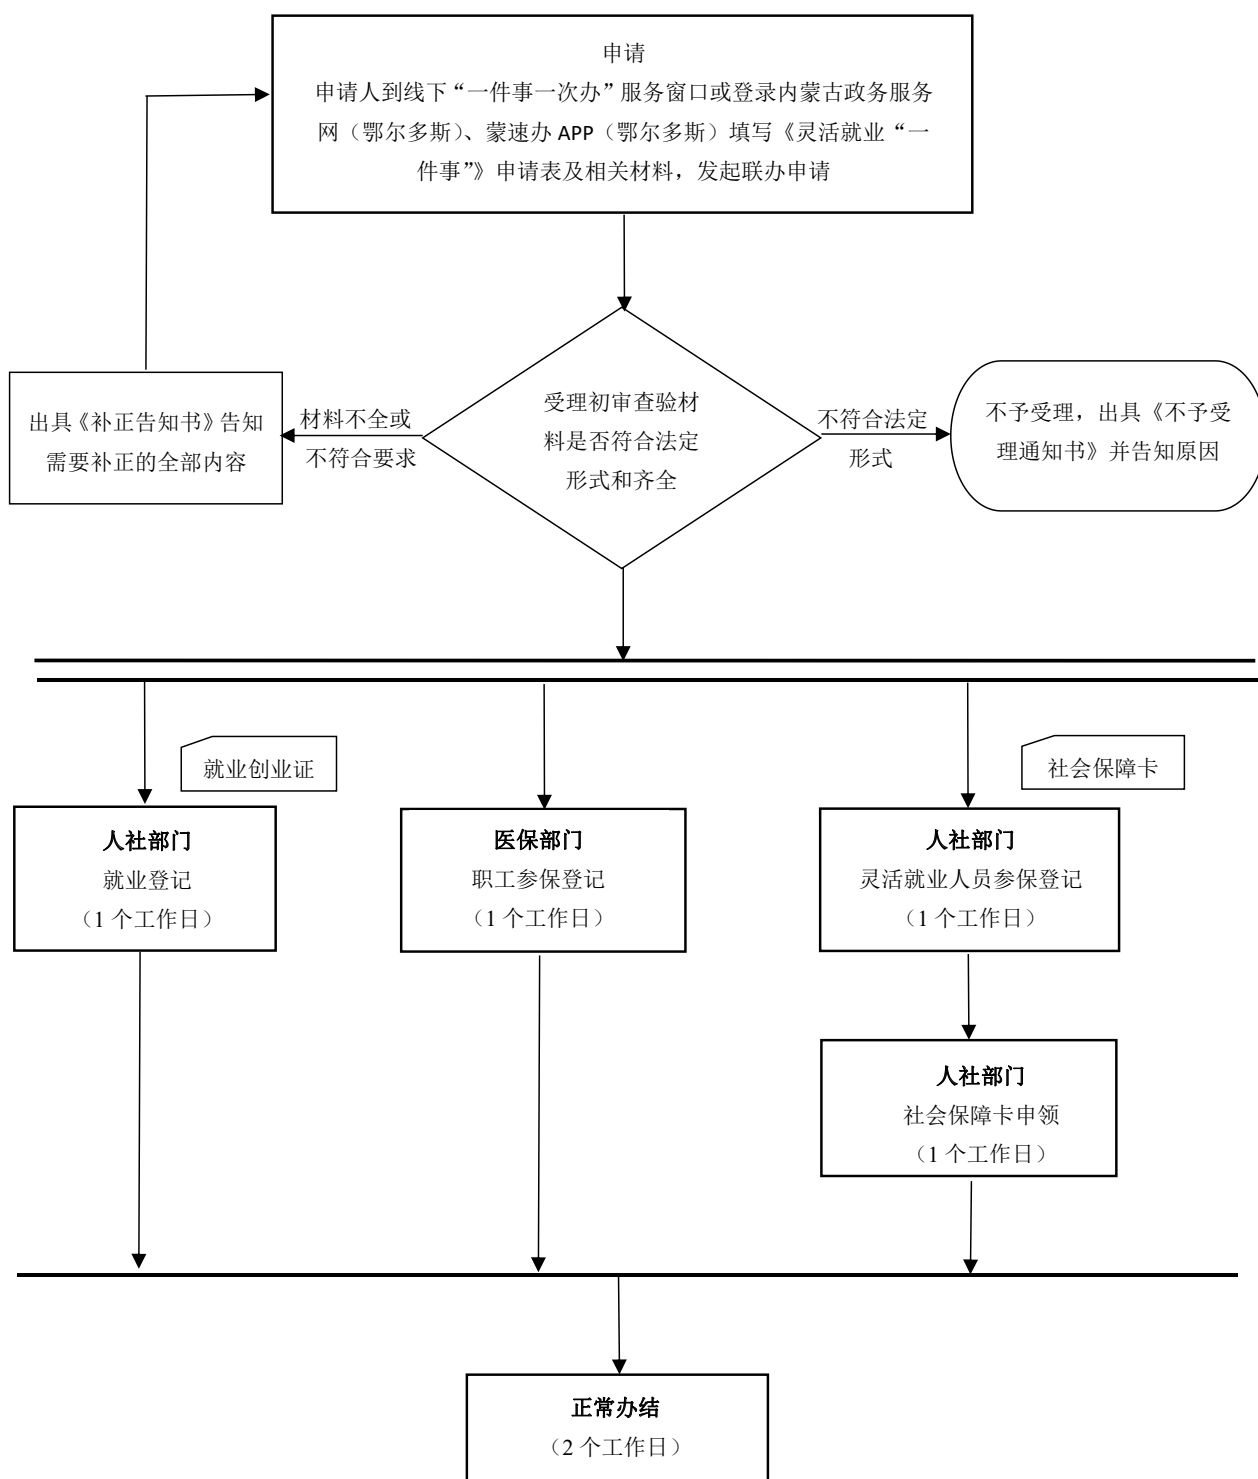 申请
申请人到线下“一件事一次办”服务窗口或登录内蒙古政务服务
网（鄂尔多斯）、蒙速办 APP（鄂尔多斯）填写《灵活就业“一
件事”》申请表及相关材料，发起联办申请
出具《补正告知书》告知
需要补正的全部内容
材料不全或
不符合要求
受理初审查验材
料是否符合法定
形式和齐全
不符合法定
形式
不予受理，出具《不予受
理通知书》并告知原因
就业创业证
社会保障卡
人社部门
就业登记
（1 个工作日）
医保部门
职工参保登记
（1 个工作日）
人社部门
灵活就业人员参保登记
（1 个工作日）
人社部门
社会保障卡申领
（1 个工作日）
正常办结
（2 个工作日）